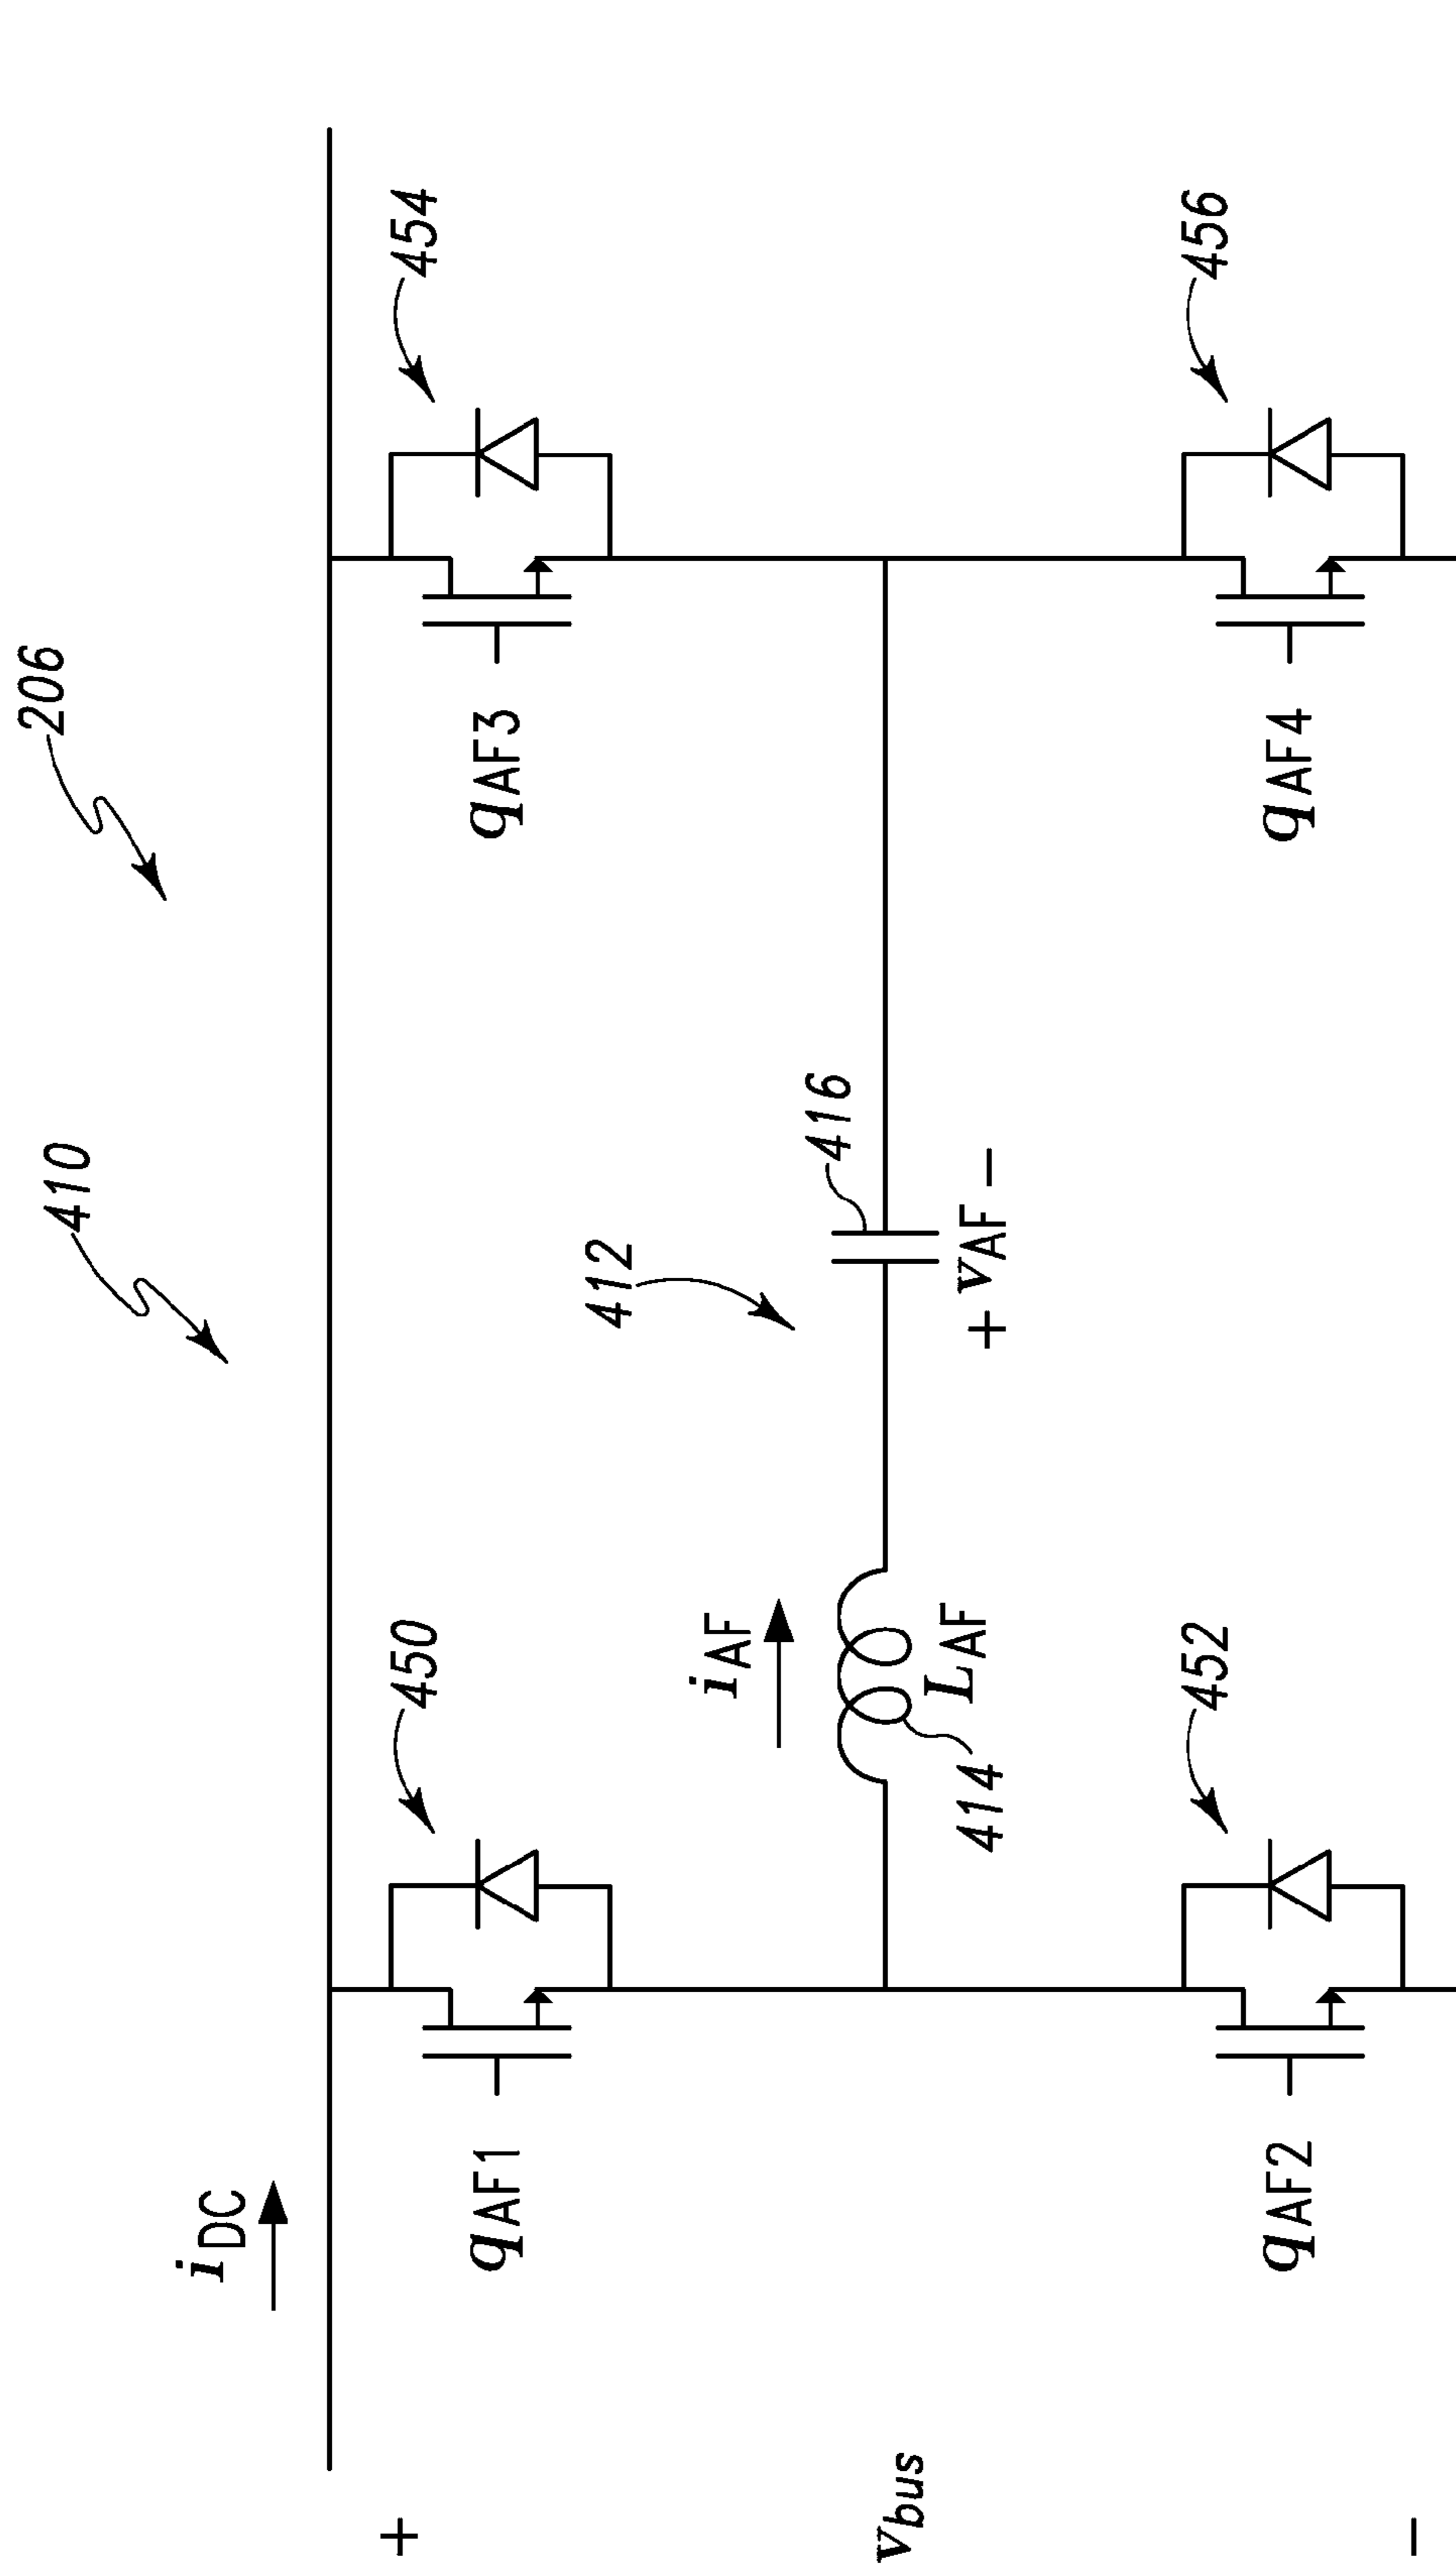 410
206
iDC
+
450
454
qAF1
qAF3
412
iAF
416
vbus
LAF
+ vAF −
414
452
456
qAF2
qAF4
−